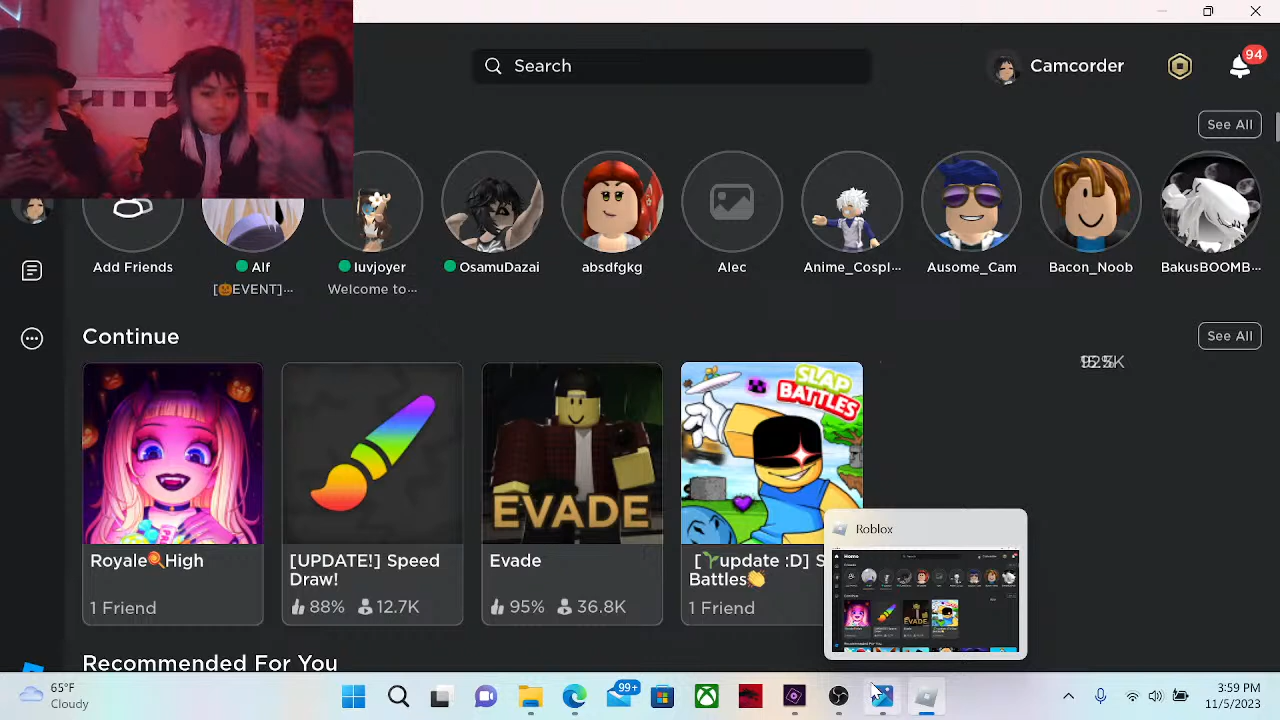 Search
Camcorder
94
See All
Add Friends
Alf
luvjoyer
OsamuDazai
absdfgkg
Alec
Anime_Cospl...
Ausome_Cam
Bacon_Noob
BakusBOOMB...
[🎃EVENT]...
Welcome to...
Continue
See All
SLAP
BATTLES
EVADE
Royale🍭High
[UPDATE!] Speed
Draw!
Evade
[🌱update :D] S
Battles👏
1 Friend
88% 12.7K
95% 36.8K
1 Friend
Roblox
Recommended For You
65°F
Cloudy
99+
3:59 PM
11/5/2023